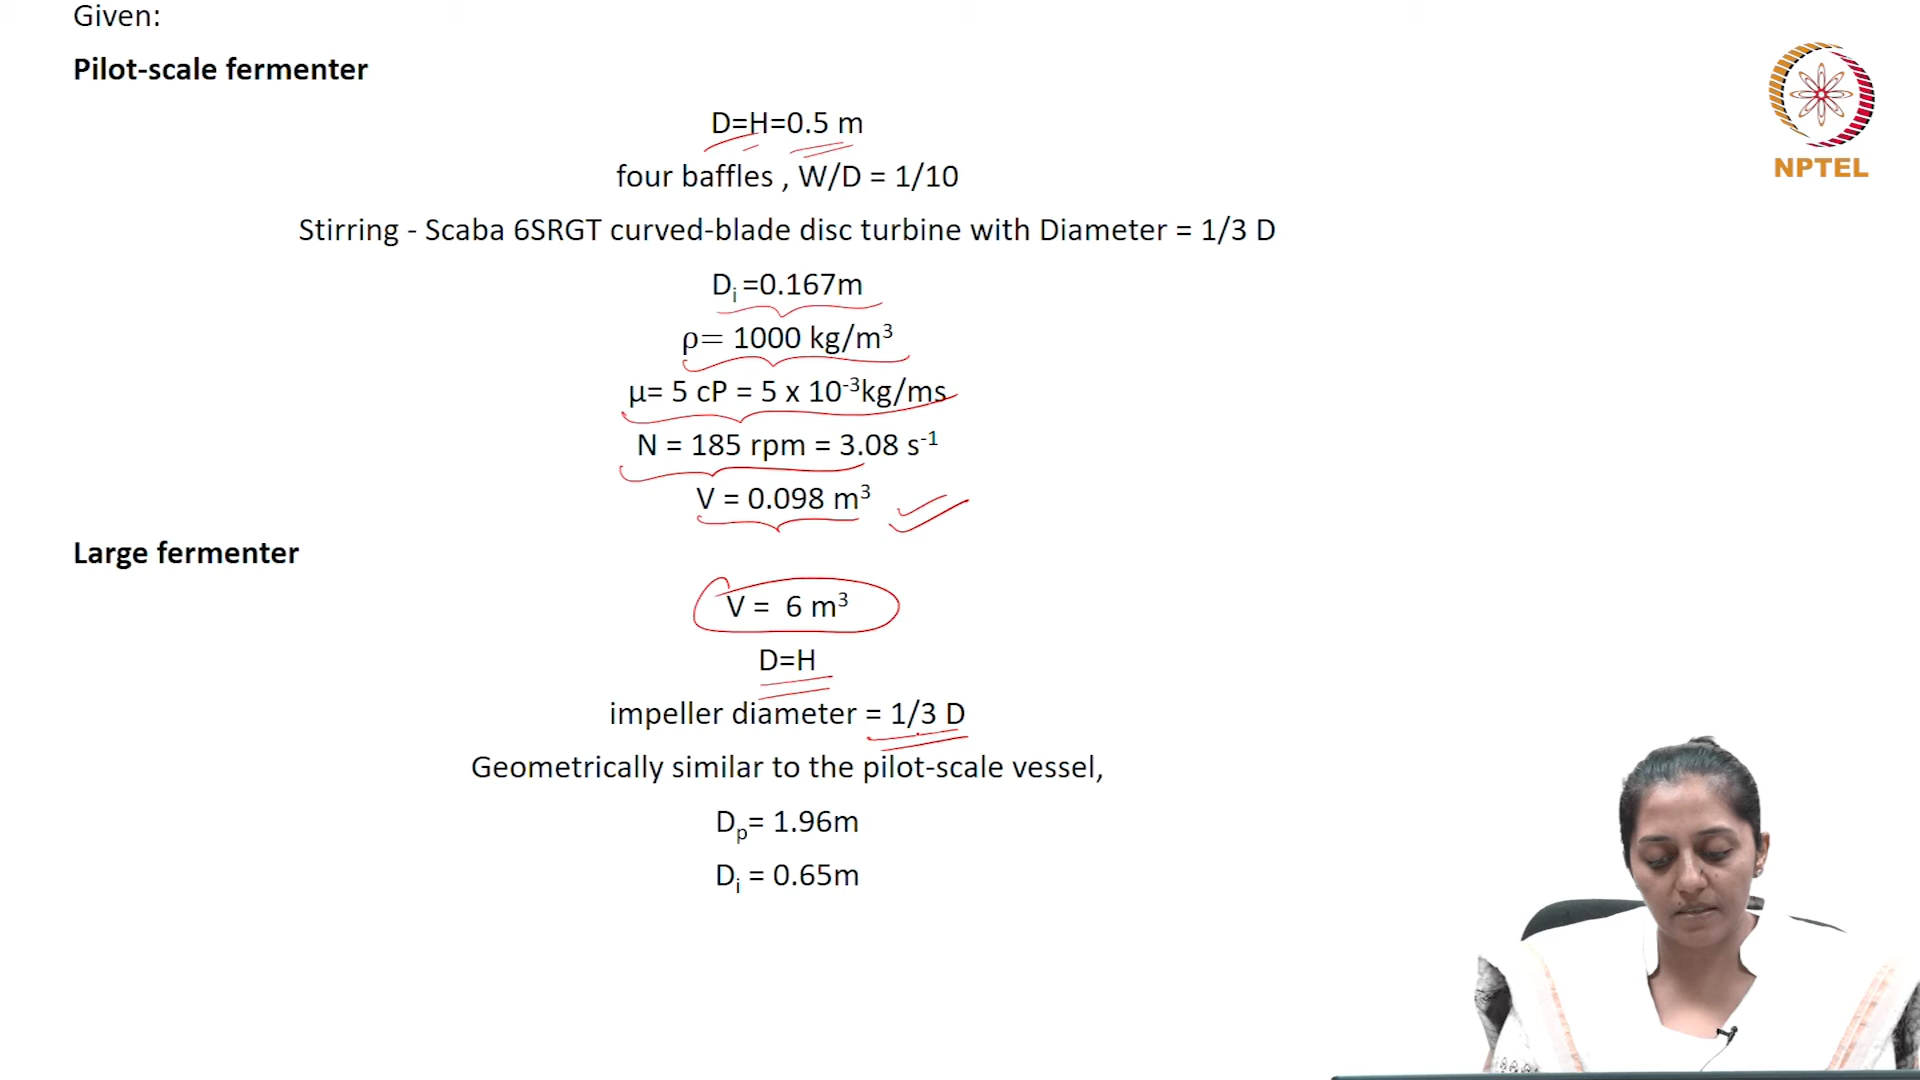 Given:
Pilot-scale fermenter
D=H=0.5 m
four baffles , W/D = 1/10
Stirring - Scaba 6SRGT curved-blade disc turbine with Diameter = 1/3 D
Dᵢ =0.167m
ρ= 1000 kg/m³
μ= 5 cP = 5 x 10⁻³kg/ms
N = 185 rpm = 3.08 s⁻¹
V = 0.098 m³
Large fermenter
V = 6 m³
D=H
impeller diameter = 1/3 D
Geometrically similar to the pilot-scale vessel,
Dₚ= 1.96m
Dᵢ = 0.65m
NPTEL